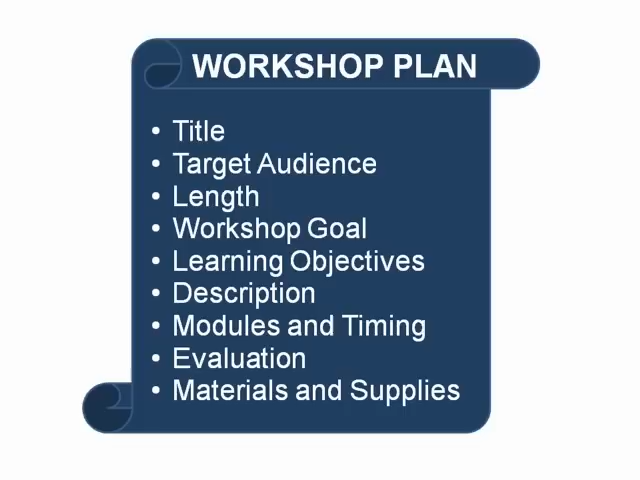 WORKSHOP PLAN
• Title
• Target Audience
• Length
• Workshop Goal
• Learning Objectives
• Description
• Modules and Timing
• Evaluation
• Materials and Supplies